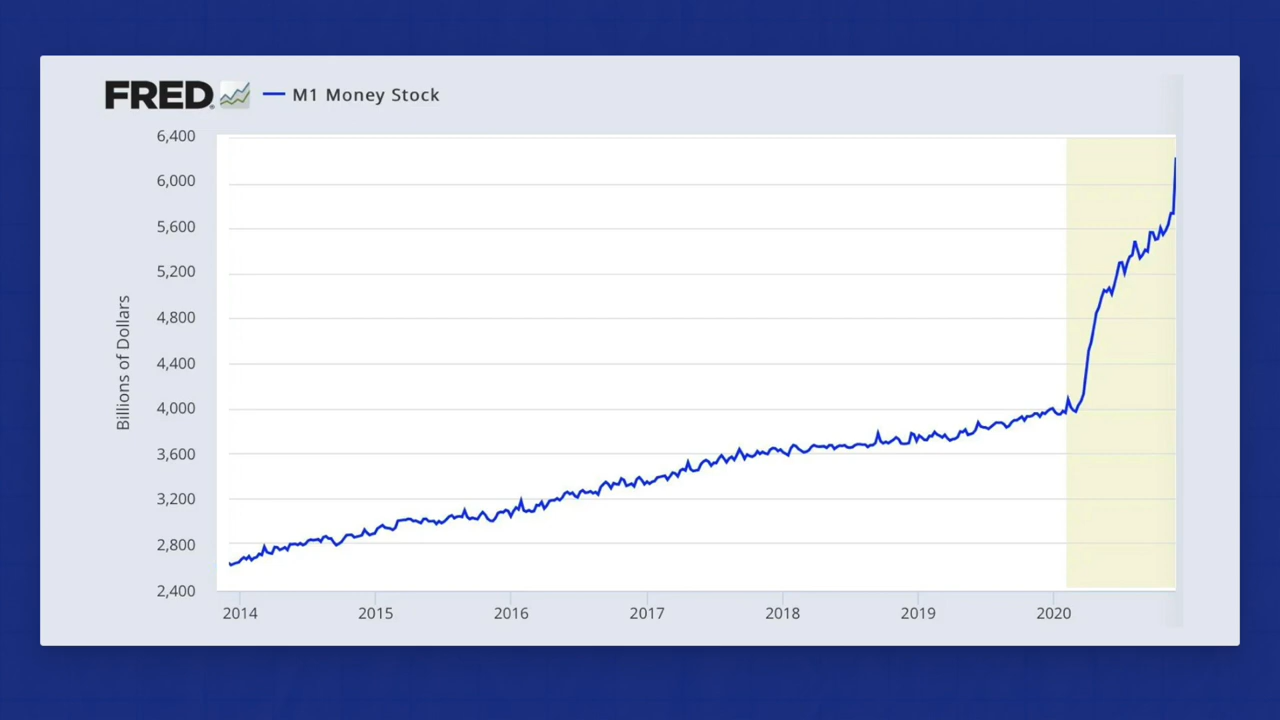 FRED
M1 Money Stock
6,400
6,000
5,600
5,200
4,800
4,400
4,000
3,600
3,200
2,800
2,400
Billions of Dollars
2014 2015 2016 2017 2018 2019 2020